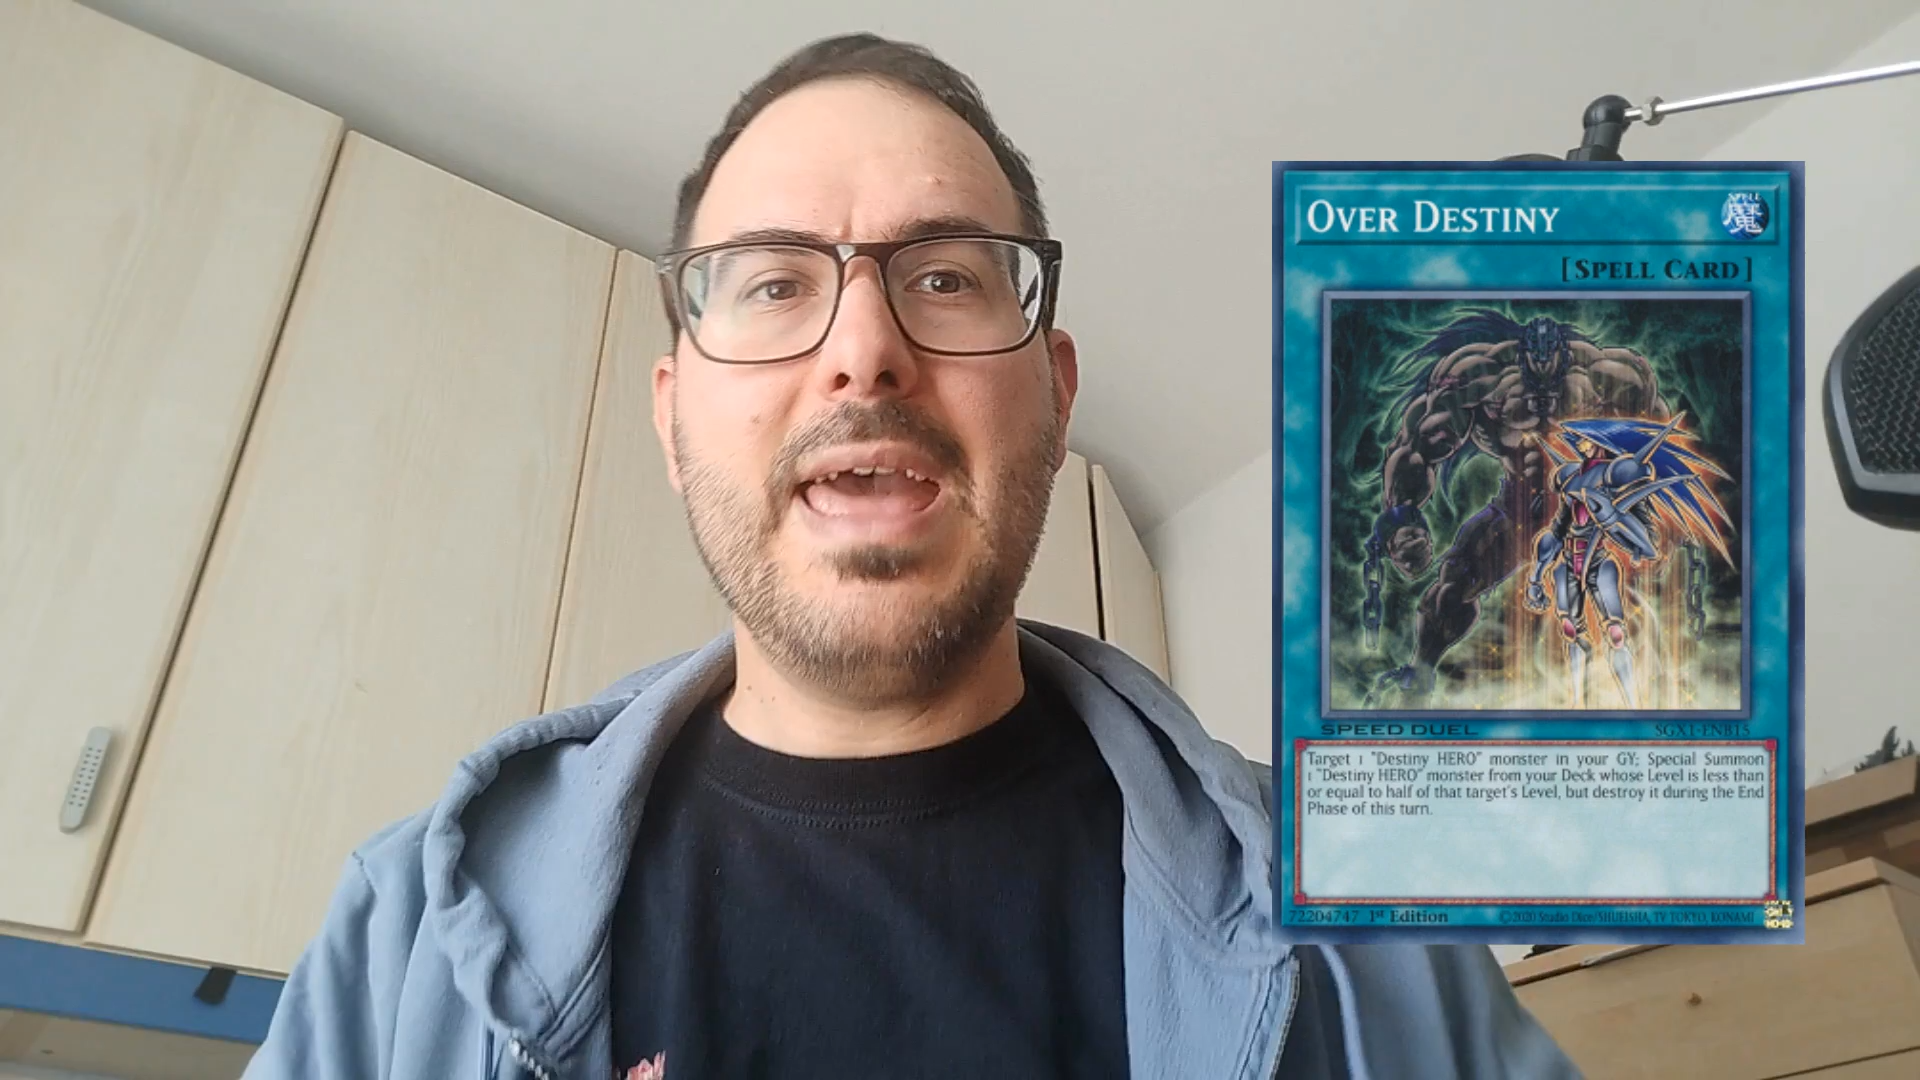 OVER DESTINY
SPELL
魔
[SPELL CARD]
SPEED DUEL
SGX1-ENB15
Target 1 "Destiny HERO" monster in your GY; Special Summon
1 "Destiny HERO" monster from your Deck whose Level is less than
or equal to half of that target's Level, but destroy it during the End
Phase of this turn.
72204747 1st Edition
©2020 Studio Dice/SHUEISHA, TV TOKYO, KONAMI